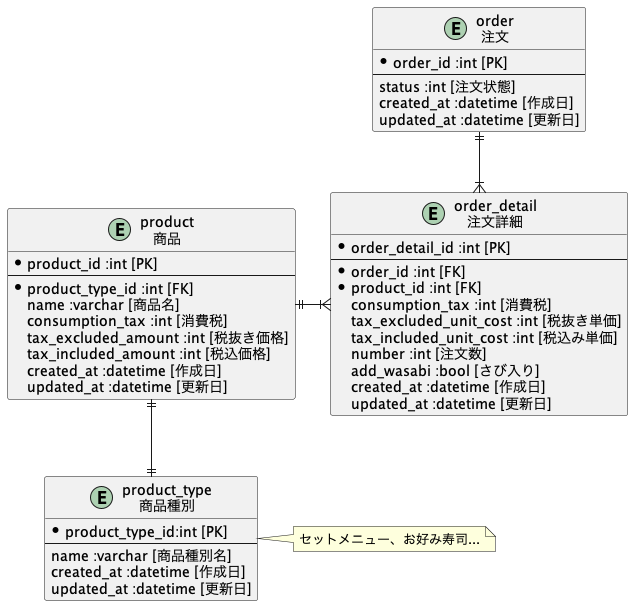 E order
注文
* order_id :int [PK]
status :int [注文状態]
created_at :datetime [作成日]
updated_at :datetime [更新日]
E product
商品
* product_id :int [PK]
* product_type_id :int [FK]
name :varchar [商品名]
consumption_tax :int [消費税]
tax_excluded_amount :int [税抜き価格]
tax_included_amount :int [税込価格]
created_at :datetime [作成日]
updated_at :datetime [更新日]
E order_detail
注文詳細
* order_detail_id :int [PK]
* order_id :int [FK]
* product_id :int [FK]
consumption_tax :int [消費税]
tax_excluded_unit_cost :int [税抜き単価]
tax_included_unit_cost :int [税込み単価]
number :int [注文数]
add_wasabi :bool [さび入り]
created_at :datetime [作成日]
updated_at :datetime [更新日]
E product_type
商品種別
* product_type_id:int [PK]
name :varchar [商品種別名]
created_at :datetime [作成日]
updated_at :datetime [更新日]
セットメニュー、お好み寿司...